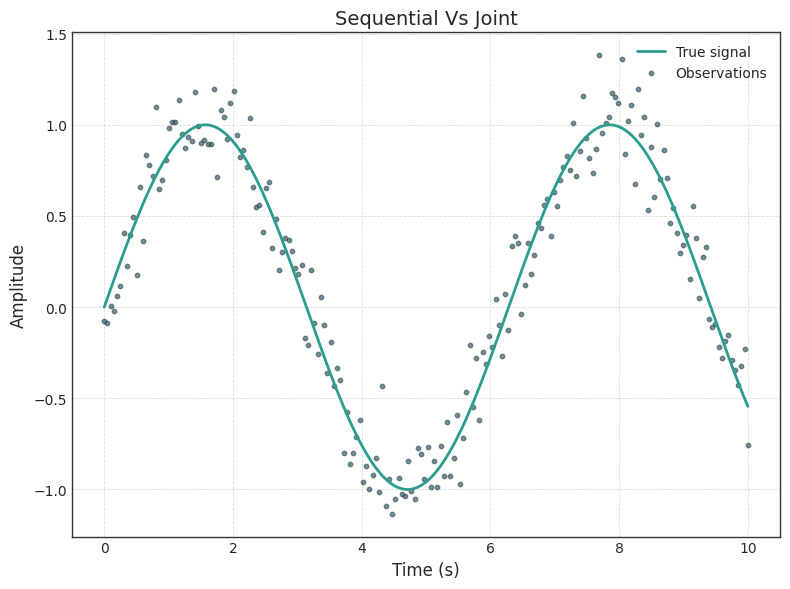 Sequential Vs Joint
True signal
Observations
Amplitude
1.5
1.0
0.5
0.0
−0.5
−1.0
0
2
4
6
8
10
Time (s)